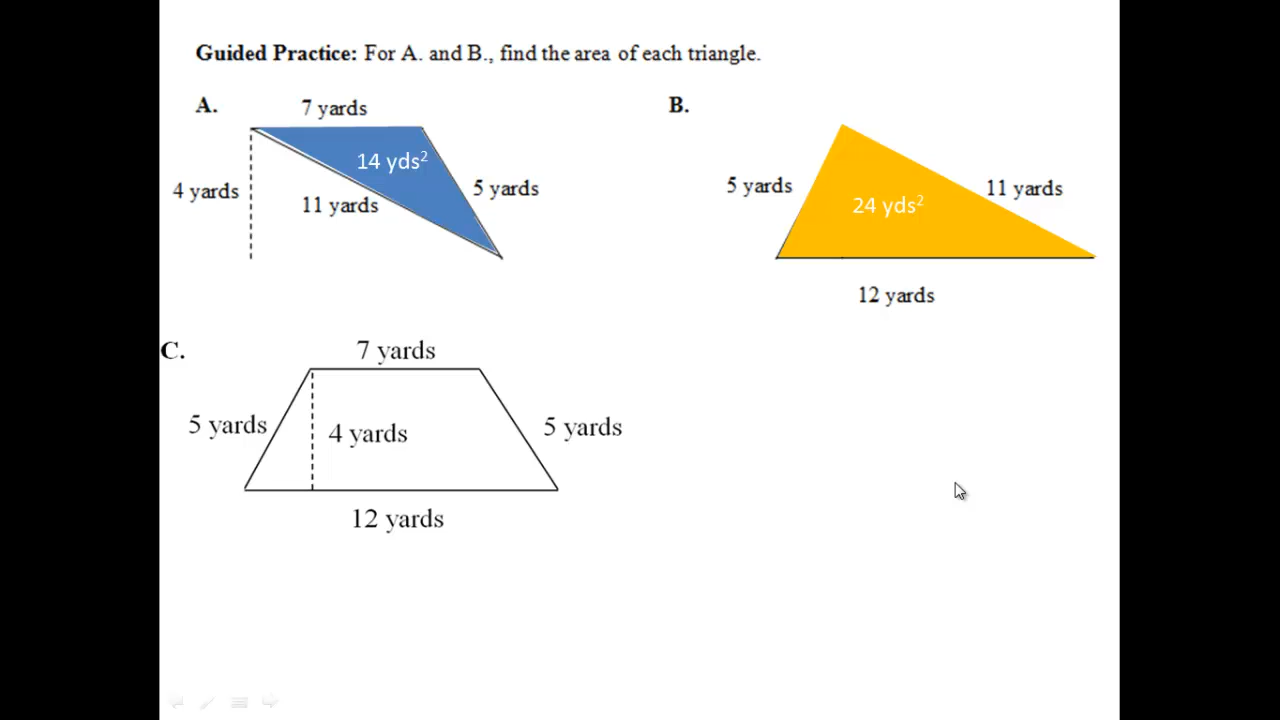 Guided Practice: For A. and B., find the area of each triangle.
A.
7 yards
14 yds²
4 yards
5 yards
11 yards
B.
5 yards
11 yards
24 yds²
12 yards
C.
7 yards
5 yards
4 yards
5 yards
12 yards